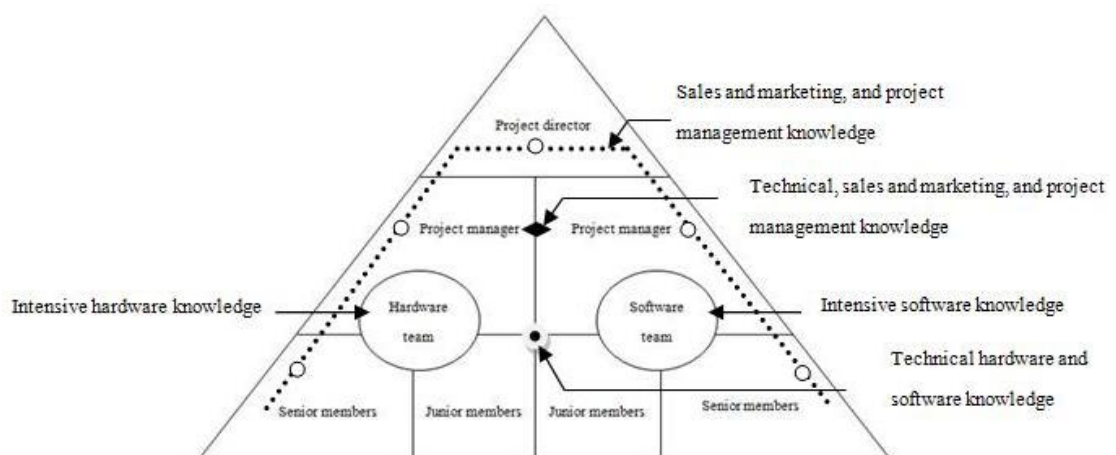 Sales and marketing, and project
management knowledge
Project director
Technical, sales and marketing, and project
management knowledge
Project manager
Project manager
Intensive hardware knowledge
Hardware
team
Software
team
Intensive software knowledge
Technical hardware and
software knowledge
Senior members
Junior members
Junior members
Senior members